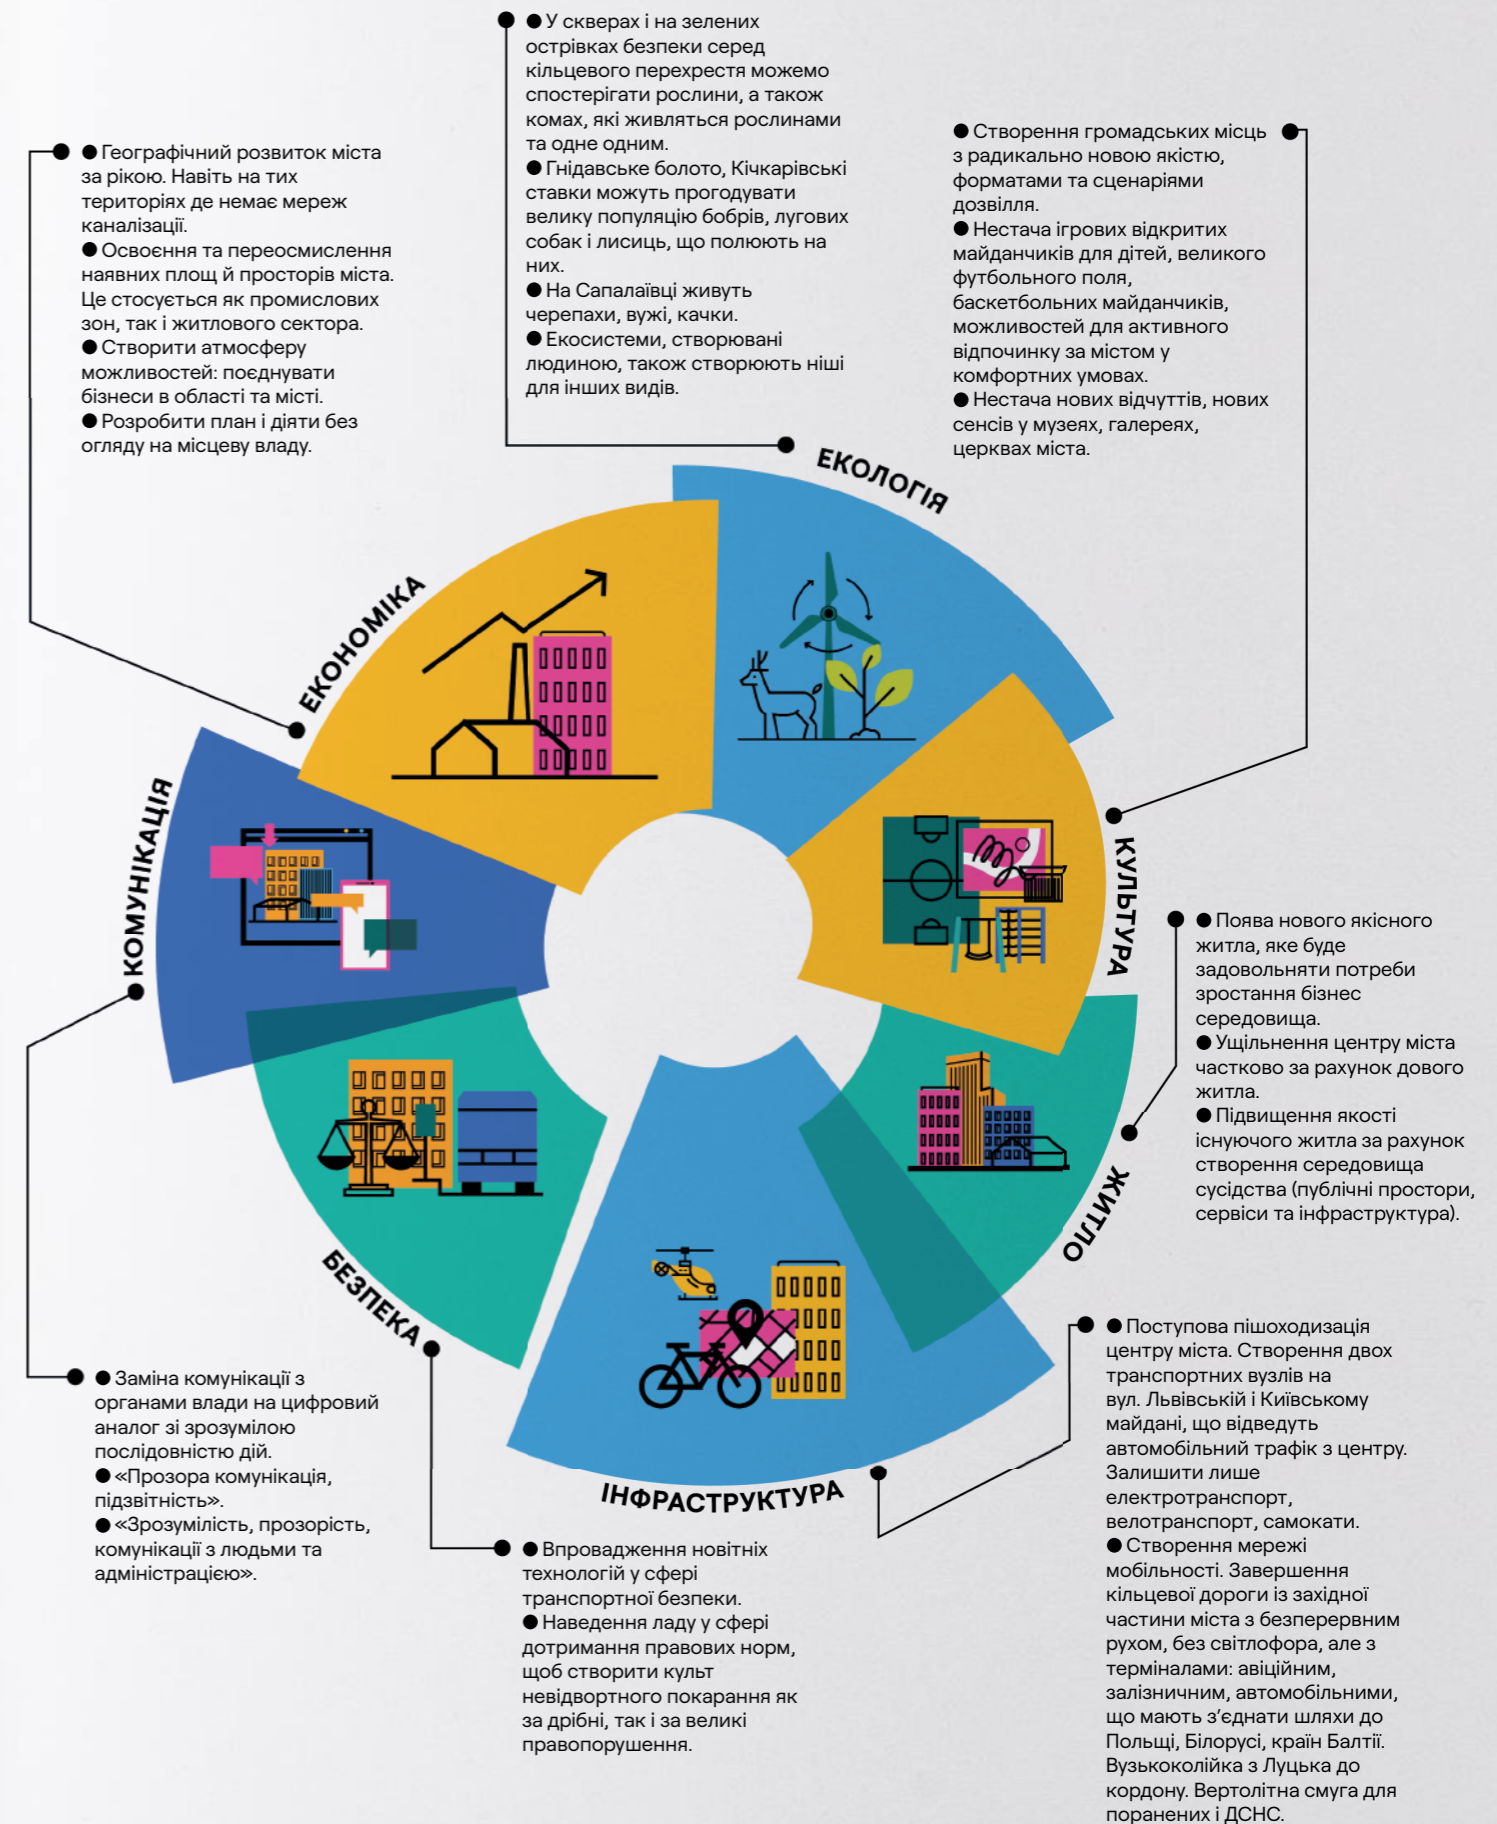 ● У скверах і на зелених
острівках безпеки серед
кільцевого перехрестя можемо
спостерігати рослини, а також
комах, які живляться рослинами
та одне одним.
● Гнідавське болото, Кічкарівські
ставки можуть прогодувати
велику популяцію бобрів, лугових
собак і лисиць, що полюють на
них.
● На Сапалаївці живуть
черепахи, вужі, качки.
● Екосистеми, створювані
людиною, також створюють ніші
для інших видів.
● Географічний розвиток міста
за рікою. Навіть на тих
територіях де немає мереж
каналізації.
● Освоєння та переосмислення
наявних площ й просторів міста.
Це стосується як промислових
зон, так і житлового сектора.
● Створити атмосферу
можливостей: поєднувати
бізнеси в області та місті.
● Розробити план і діяти без
огляду на місцеву владу.
● Створення громадських місць
з радикально новою якістю,
форматами та сценаріями
дозвілля.
● Нестача ігрових відкритих
майданчиків для дітей, великого
футбольного поля,
баскетбольних майданчиків,
можливостей для активного
відпочинку за містом у
комфортних умовах.
● Нестача нових відчуттів, нових
сенсів у музеях, галереях,
церквах міста.
ЕКОЛОГІЯ
ЕКОНОМІКА
КОМУНІКАЦІЯ
КУЛЬТУРА
● Поява нового якісного
житла, яке буде
задовольняти потреби
зростання бізнес
середовища.
● Ущільнення центру міста
частково за рахунок дового
житла.
● Підвищення якості
існуючого житла за рахунок
створення середовища
сусідства (публічні простори,
сервіси та інфраструктура).
ЖИТЛО
БЕЗПЕКА
ІНФРАСТРУКТУРА
● Заміна комунікації з
органами влади на цифровий
аналог зі зрозумілою
послідовністю дій.
● «Прозора комунікація,
підзвітність».
● «Зрозумілість, прозорість,
комунікації з людьми та
адміністрацією».
● Впровадження новітніх
технологій у сфері
транспортної безпеки.
● Наведення ладу у сфері
дотримання правових норм,
щоб створити культ
невідвортного покарання як
за дрібні, так і за великі
правопорушення.
● Поступова пішоходизація
центру міста. Створення двох
транспортних вузлів на
вул. Львівській і Київському
майдані, що відведуть
автомобільний трафік з центру.
Залишити лише
електротранспорт,
велотранспорт, самокати.
● Створення мережі
мобільності. Завершення
кільцевої дороги із західної
частини міста з безперервним
рухом, без світлофора, але з
терміналами: авіційним,
залізничним, автомобільними,
що мають з’єднати шляхи до
Польщі, Білорусі, країн Балтії.
Вузькоколійка з Луцька до
кордону. Вертолітна смуга для
поранених і ДСНС.